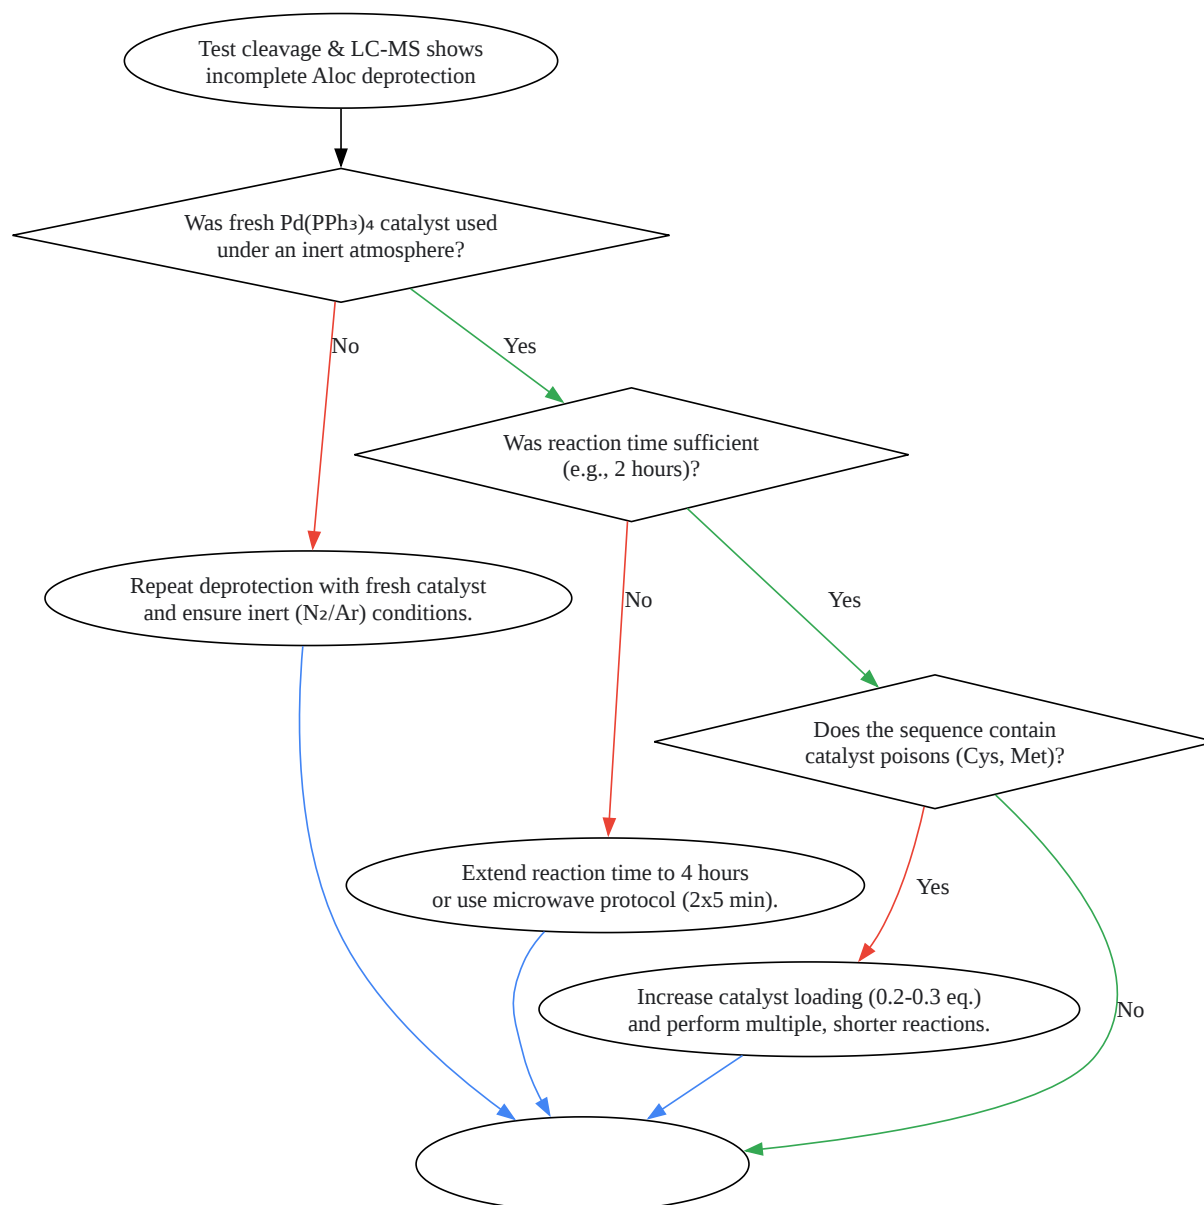 Test cleavage & LC-MS shows
incomplete Aloc deprotection
Was fresh Pd(PPh₃)₄ catalyst used
under an inert atmosphere?
No
Yes
Was reaction time sufficient
(e.g., 2 hours)?
Repeat deprotection with fresh catalyst
and ensure inert (N₂/Ar) conditions.
No
Yes
Does the sequence contain
catalyst poisons (Cys, Met)?
Extend reaction time to 4 hours
or use microwave protocol (2x5 min).
Yes
Increase catalyst loading (0.2-0.3 eq.)
and perform multiple, shorter reactions.
No